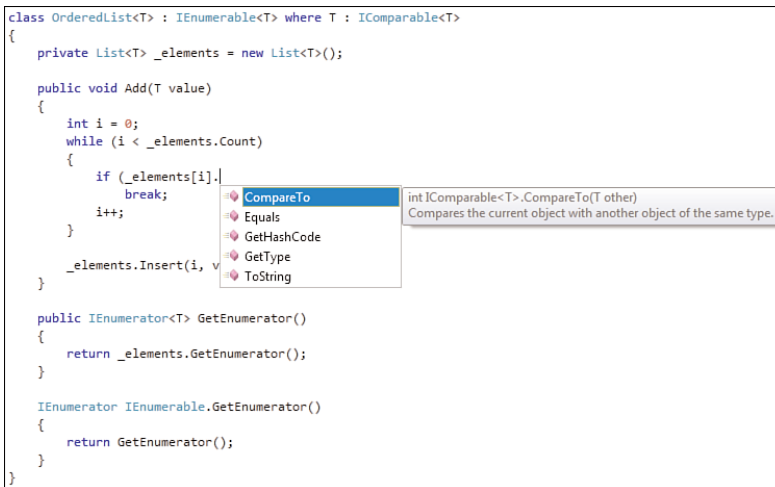 class OrderedList<T> : IEnumerable<T> where T : IComparable<T>
{
    private List<T> _elements = new List<T>();

    public void Add(T value)
    {
        int i = 0;
        while (i < _elements.Count)
        {
            if (_elements[i].
                break;
            i++;
        }

        _elements.Insert(i, v
    }

    public IEnumerator<T> GetEnumerator()
    {
        return _elements.GetEnumerator();
    }

    IEnumerator IEnumerable.GetEnumerator()
    {
        return GetEnumerator();
    }
}
CompareTo
Equals
GetHashCode
GetType
ToString
int IComparable<T>.CompareTo(T other)
Compares the current object with another object of the same type.